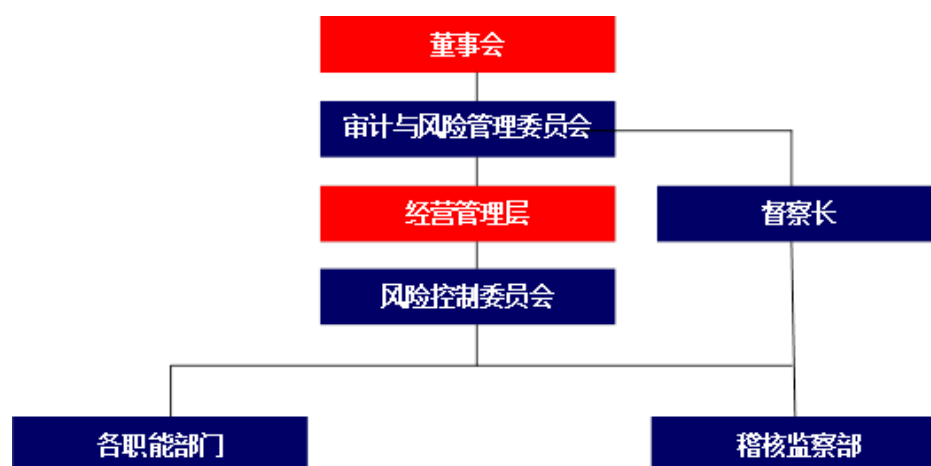 董事会
审计与风险管理委员会
经营管理层
督察长
风险控制委员会
各职能部门
稽核监察部